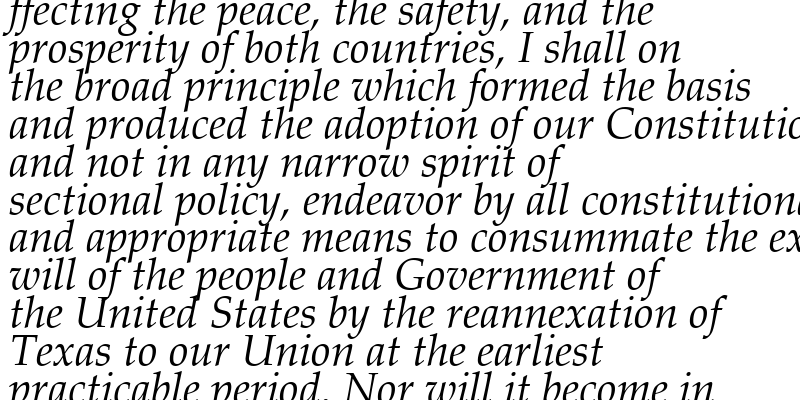 ffecting the peace, the safety, and the
prosperity of both countries, I shall on
the broad principle which formed the basis
and produced the adoption of our Constitutio
and not in any narrow spirit of
sectional policy, endeavor by all constitutiona
and appropriate means to consummate the ex
will of the people and Government of
the United States by the reannexation of
Texas to our Union at the earliest
practicable period. Nor will it become in